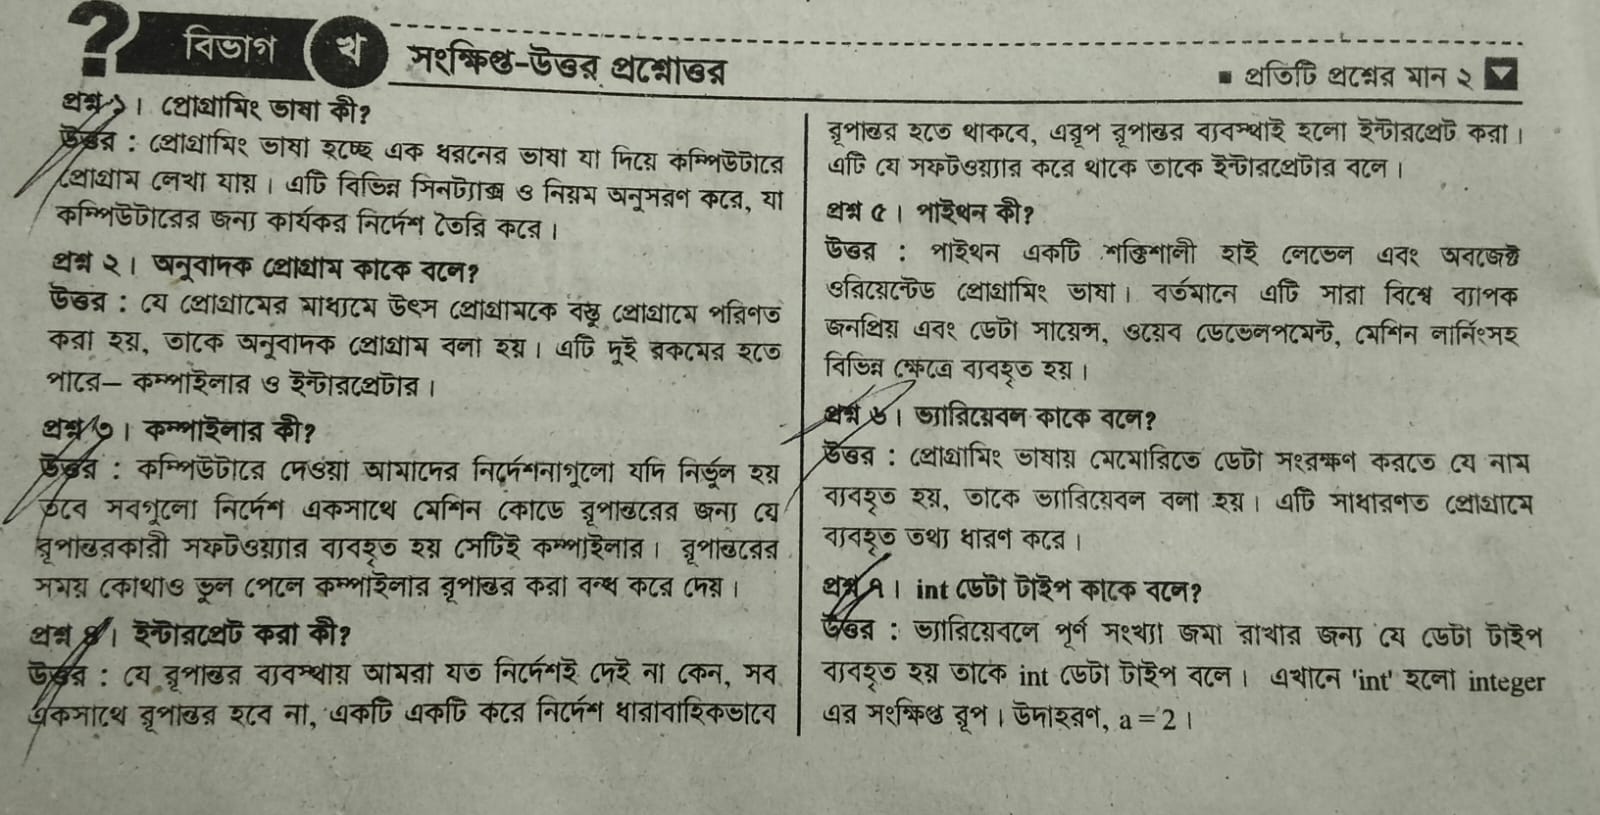 ?
বিভাগ খ সংক্ষিপ্ত-উত্তর প্রশ্নোত্তর
■ প্রতিটি প্রশ্নের মান ২
প্রশ্ন ১। প্রোগ্রামিং ভাষা কী?
উত্তর : প্রোগ্রামিং ভাষা হচ্ছে এক ধরনের ভাষা যা দিয়ে কম্পিউটারে
প্রোগ্রাম লেখা যায়। এটি বিভিন্ন সিনট্যাক্স ও নিয়ম অনুসরণ করে, যা
কম্পিউটারের জন্য কার্যকর নির্দেশ তৈরি করে।
প্রশ্ন ২। অনুবাদক প্রোগ্রাম কাকে বলে?
উত্তর : যে প্রোগ্রামের মাধ্যমে উৎস প্রোগ্রামকে বস্তু প্রোগ্রামে পরিণত
করা হয়, তাকে অনুবাদক প্রোগ্রাম বলা হয়। এটি দুই রকমের হতে
পারে– কম্পাইলার ও ইন্টারপ্রেটার।
প্রশ্ন ৩। কম্পাইলার কী?
উত্তর : কম্পিউটারে দেওয়া আমাদের নির্দেশনাগুলো যদি নির্ভুল হয়
তবে সবগুলো নির্দেশ একসাথে মেশিন কোডে রূপান্তরের জন্য যে
রূপান্তরকারী সফটওয়্যার ব্যবহৃত হয় সেটিই কম্পাইলার। রূপান্তরের
সময় কোথাও ভুল পেলে কম্পাইলার রূপান্তর করা বন্ধ করে দেয়।
প্রশ্ন ৪। ইন্টারপ্রেট করা কী?
উত্তর : যে রূপান্তর ব্যবস্থায় আমরা যত নির্দেশই দেই না কেন, সব
একসাথে রূপান্তর হবে না, একটি একটি করে নির্দেশ ধারাবাহিকভাবে
রূপান্তর হতে থাকবে, এরূপ রূপান্তর ব্যবস্থাই হলো ইন্টারপ্রেট করা।
এটি যে সফটওয়্যার করে থাকে তাকে ইন্টারপ্রেটার বলে।
প্রশ্ন ৫। পাইথন কী?
উত্তর : পাইথন একটি শক্তিশালী হাই লেভেল এবং অবজেক্ট
ওরিয়েন্টেড প্রোগ্রামিং ভাষা। বর্তমানে এটি সারা বিশ্বে ব্যাপক
জনপ্রিয় এবং ডেটা সায়েন্স, ওয়েব ডেভেলপমেন্ট, মেশিন লার্নিংসহ
বিভিন্ন ক্ষেত্রে ব্যবহৃত হয়।
প্রশ্ন ৬। ভ্যারিয়েবল কাকে বলে?
উত্তর : প্রোগ্রামিং ভাষায় মেমোরিতে ডেটা সংরক্ষণ করতে যে নাম
ব্যবহৃত হয়, তাকে ভ্যারিয়েবল বলা হয়। এটি সাধারণত প্রোগ্রামে
ব্যবহৃত তথ্য ধারণ করে।
প্রশ্ন ৭। int ডেটা টাইপ কাকে বলে?
উত্তর : ভ্যারিয়েবলে পূর্ণ সংখ্যা জমা রাখার জন্য যে ডেটা টাইপ
ব্যবহৃত হয় তাকে int ডেটা টাইপ বলে। এখানে 'int' হলো integer
এর সংক্ষিপ্ত রূপ। উদাহরণ, a = 2।